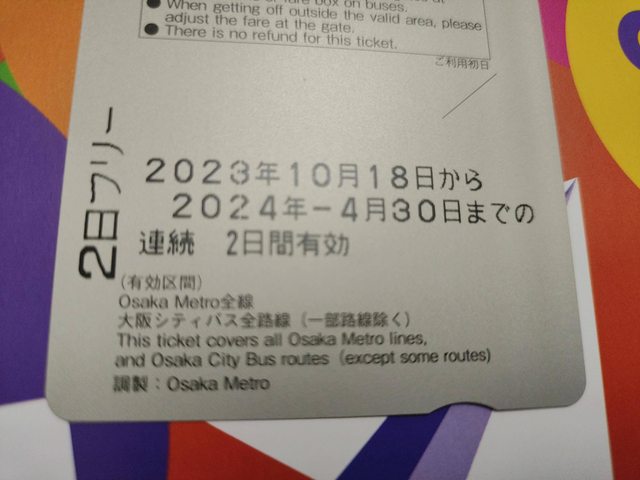 on buses.
● When getting off outside the valid area, please
adjust the fare at the gate.
● There is no refund for this ticket.
ご利用初日
2日フリー
2023年10月18日から
2024年-4月30日までの
連続 2日間有効
(有効区間)
Osaka Metro全線
大阪シティバス全路線(一部路線除く)
This ticket covers all Osaka Metro lines,
and Osaka City Bus routes (except some routes)
調製:Osaka Metro